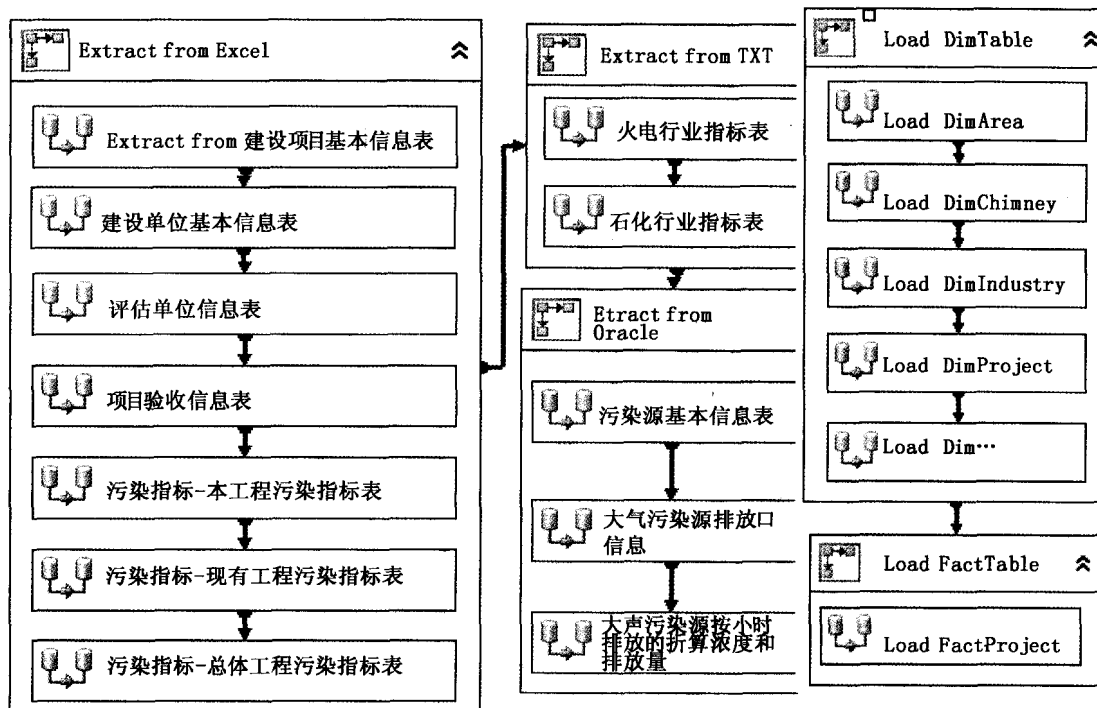 Extract from Excel
Extract from 建设项目基本信息表
建设单位基本信息表
评估单位信息表
项目验收信息表
污染指标-本工程污染指标表
污染指标-现有工程污染指标表
污染指标-总体工程污染指标表
Extract from TXT
火电行业指标表
石化行业指标表
Etract from
Oracle
污染源基本信息表
大气污染源排放口
信息
大声污染源按小时
排放的折算浓度和
排放量
Load DimTable
Load DimArea
Load DimChimney
Load DimIndustry
Load DimProject
Load Dim…
Load FactTable
Load FactProject